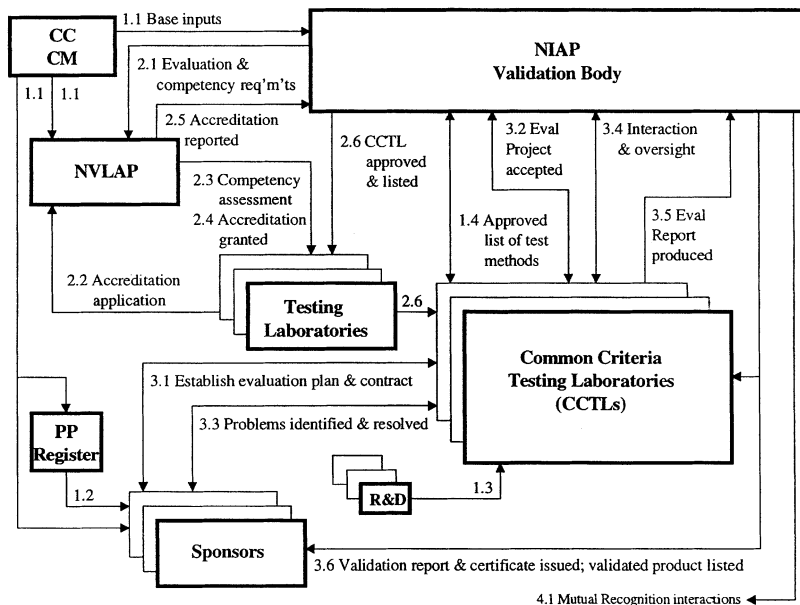 1.1 Base inputs
CC
CM
NIAP
Validation Body
2.1 Evaluation &
competency req'm'ts
1.1
1.1
2.5 Accreditation
reported
NVLAP
2.6 CCTL
approved
& listed
3.2 Eval
Project
accepted
3.4 Interaction
& oversight
2.3 Competency
assessment
2.4 Accreditation
granted
1.4 Approved
list of test
methods
3.5 Eval
Report
produced
2.2 Accreditation
application
Testing
Laboratories
2.6
Common Criteria
Testing Laboratories
(CCTLs)
3.1 Establish evaluation plan & contract
PP
Register
3.3 Problems identified & resolved
1.2
R&D
1.3
Sponsors
3.6 Validation report & certificate issued; validated product listed
4.1 Mutual Recognition interactions